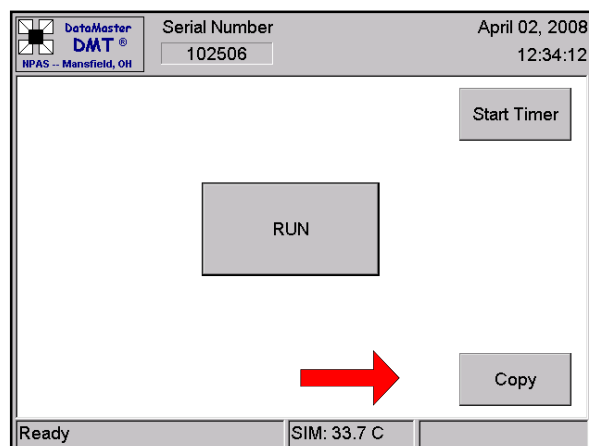 DataMaster
DMT ®
NPAS -- Mansfield, OH
Serial Number
102506
April 02, 2008
12:34:12
Start Timer
RUN
Copy
Ready
SIM: 33.7 C